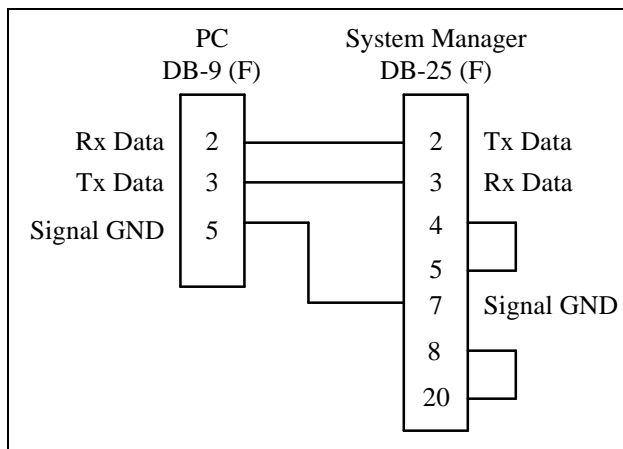 PC System Manager
DB-9 (F) DB-25 (F)
Rx Data 2 2 Tx Data
Tx Data 3 3 Rx Data
Signal GND 5 4
5
7 Signal GND
8
20